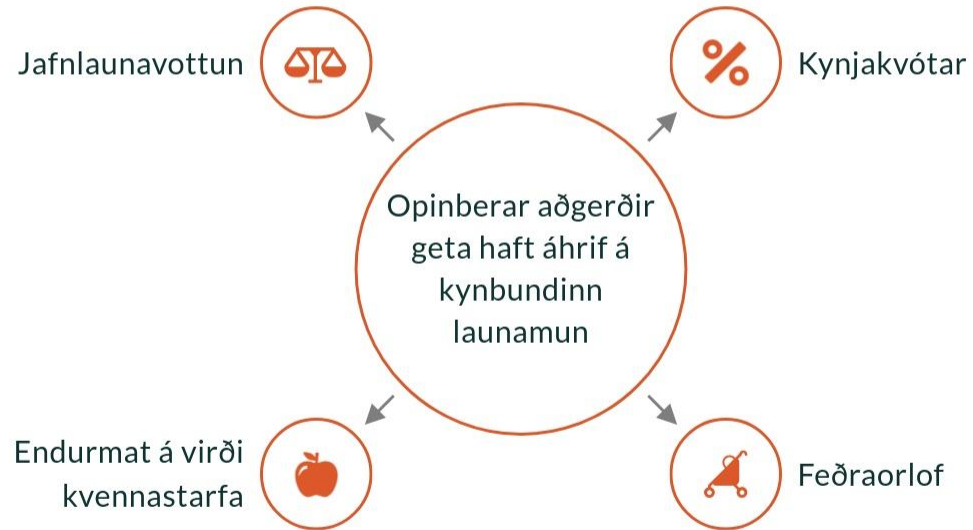 Jafnlaunavottun
Kynjakvótar
Opinberar aðgerðir
geta haft áhrif á
kynbundinn
launamun
Endurmat á virði
kvennastarfa
Feðraorlof